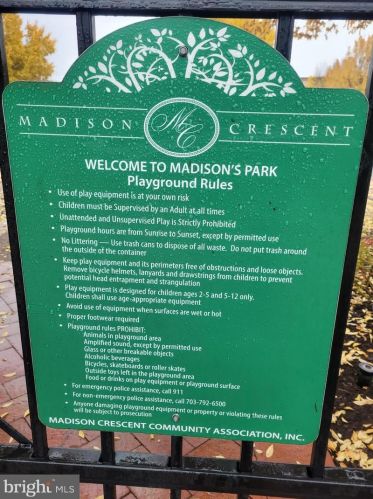 MADISON MC CRESCENT
WELCOME TO MADISON'S PARK
Playground Rules
• Use of play equipment is at your own risk
• Children must be Supervised by an Adult at all times
• Unattended and Unsupervised Play is Strictly Prohibited
• Playground hours are from Sunrise to Sunset, except by permitted use
• No Littering — Use trash cans to dispose of all waste. Do not put trash around
the outside of the container
• Keep play equipment and its perimeters free of obstructions and loose objects.
Remove bicycle helmets, lanyards and drawstrings from children to prevent
potential head entrapment and strangulation
• Play equipment is designed for children ages 2-5 and 5-12 only.
Children shall use age-appropriate equipment
• Avoid use of equipment when surfaces are wet or hot
• Proper footwear required
• Playground rules PROHIBIT:
Animals in playground area
Amplified sound, except by permitted use
Glass or other breakable objects
Alcoholic beverages
Bicycles, skateboards or roller skates
Outside toys left in the playground area
Food or drinks on play equipment or playground surface
• For emergency police assistance, call 911
• For non-emergency police assistance, call 703-792-6500
• Anyone damaging playground equipment or property or violating these rules
will be subject to prosecution
MADISON CRESCENT COMMUNITY ASSOCIATION, INC.
bright MLS